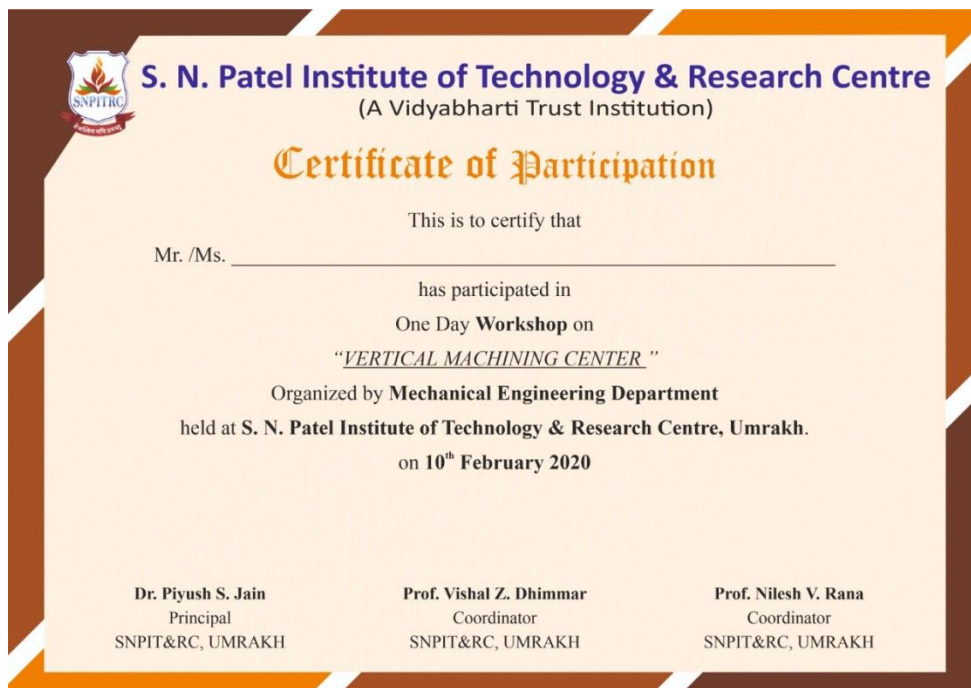 S. N. Patel Institute of Technology & Research Centre
(A Vidyabharti Trust Institution)
SNPITRC
Certificate of Participation
This is to certify that
Mr. /Ms. ____________________
has participated in
One Day Workshop on
“VERTICAL MACHINING CENTER ”
Organized by Mechanical Engineering Department
held at S. N. Patel Institute of Technology & Research Centre, Umrakh.
on 10th February 2020
Dr. Piyush S. Jain
Principal
SNPIT&RC, UMRAKH
Prof. Vishal Z. Dhimmar
Coordinator
SNPIT&RC, UMRAKH
Prof. Nilesh V. Rana
Coordinator
SNPIT&RC, UMRAKH